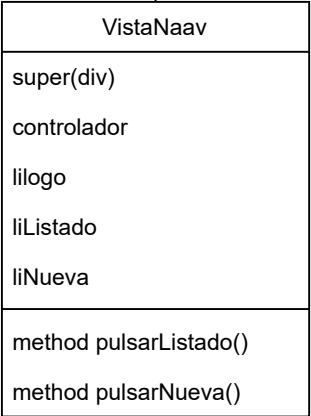 VistaNaav
super(div)
controlador
lilogo
liListado
liNueva
method pulsarListado()
method pulsarNueva()